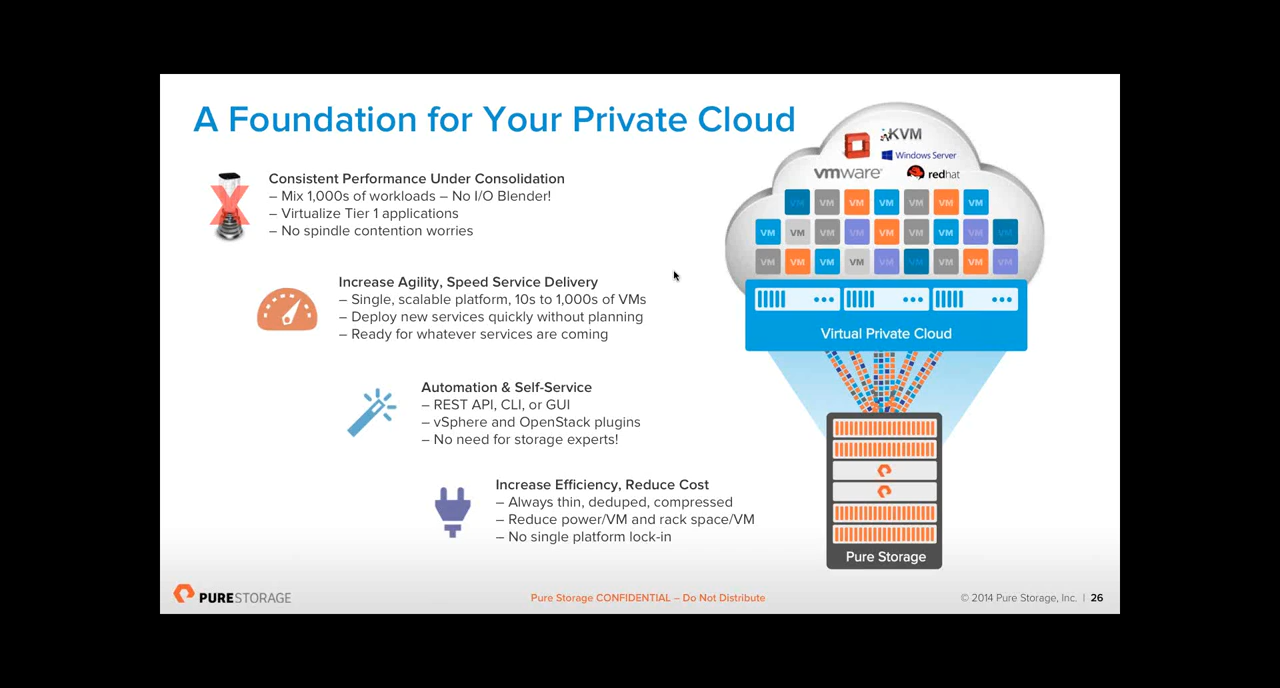 A Foundation for Your Private Cloud
Consistent Performance Under Consolidation
– Mix 1,000s of workloads – No I/O Blender!
– Virtualize Tier 1 applications
– No spindle contention worries
Increase Agility, Speed Service Delivery
– Single, scalable platform, 10s to 1,000s of VMs
– Deploy new services quickly without planning
– Ready for whatever services are coming
Automation & Self-Service
– REST API, CLI, or GUI
– vSphere and OpenStack plugins
– No need for storage experts!
Increase Efficiency, Reduce Cost
– Always thin, deduped, compressed
– Reduce power/VM and rack space/VM
– No single platform lock-in
KVM
Windows Server
vmware redhat
VM VM VM VM VM VM VM
VM VM VM VM VM VM VM VM VM
VM VM VM VM VM VM VM VM VM
Virtual Private Cloud
Pure Storage
PURESTORAGE
Pure Storage CONFIDENTIAL – Do Not Distribute
© 2014 Pure Storage, Inc. | 26